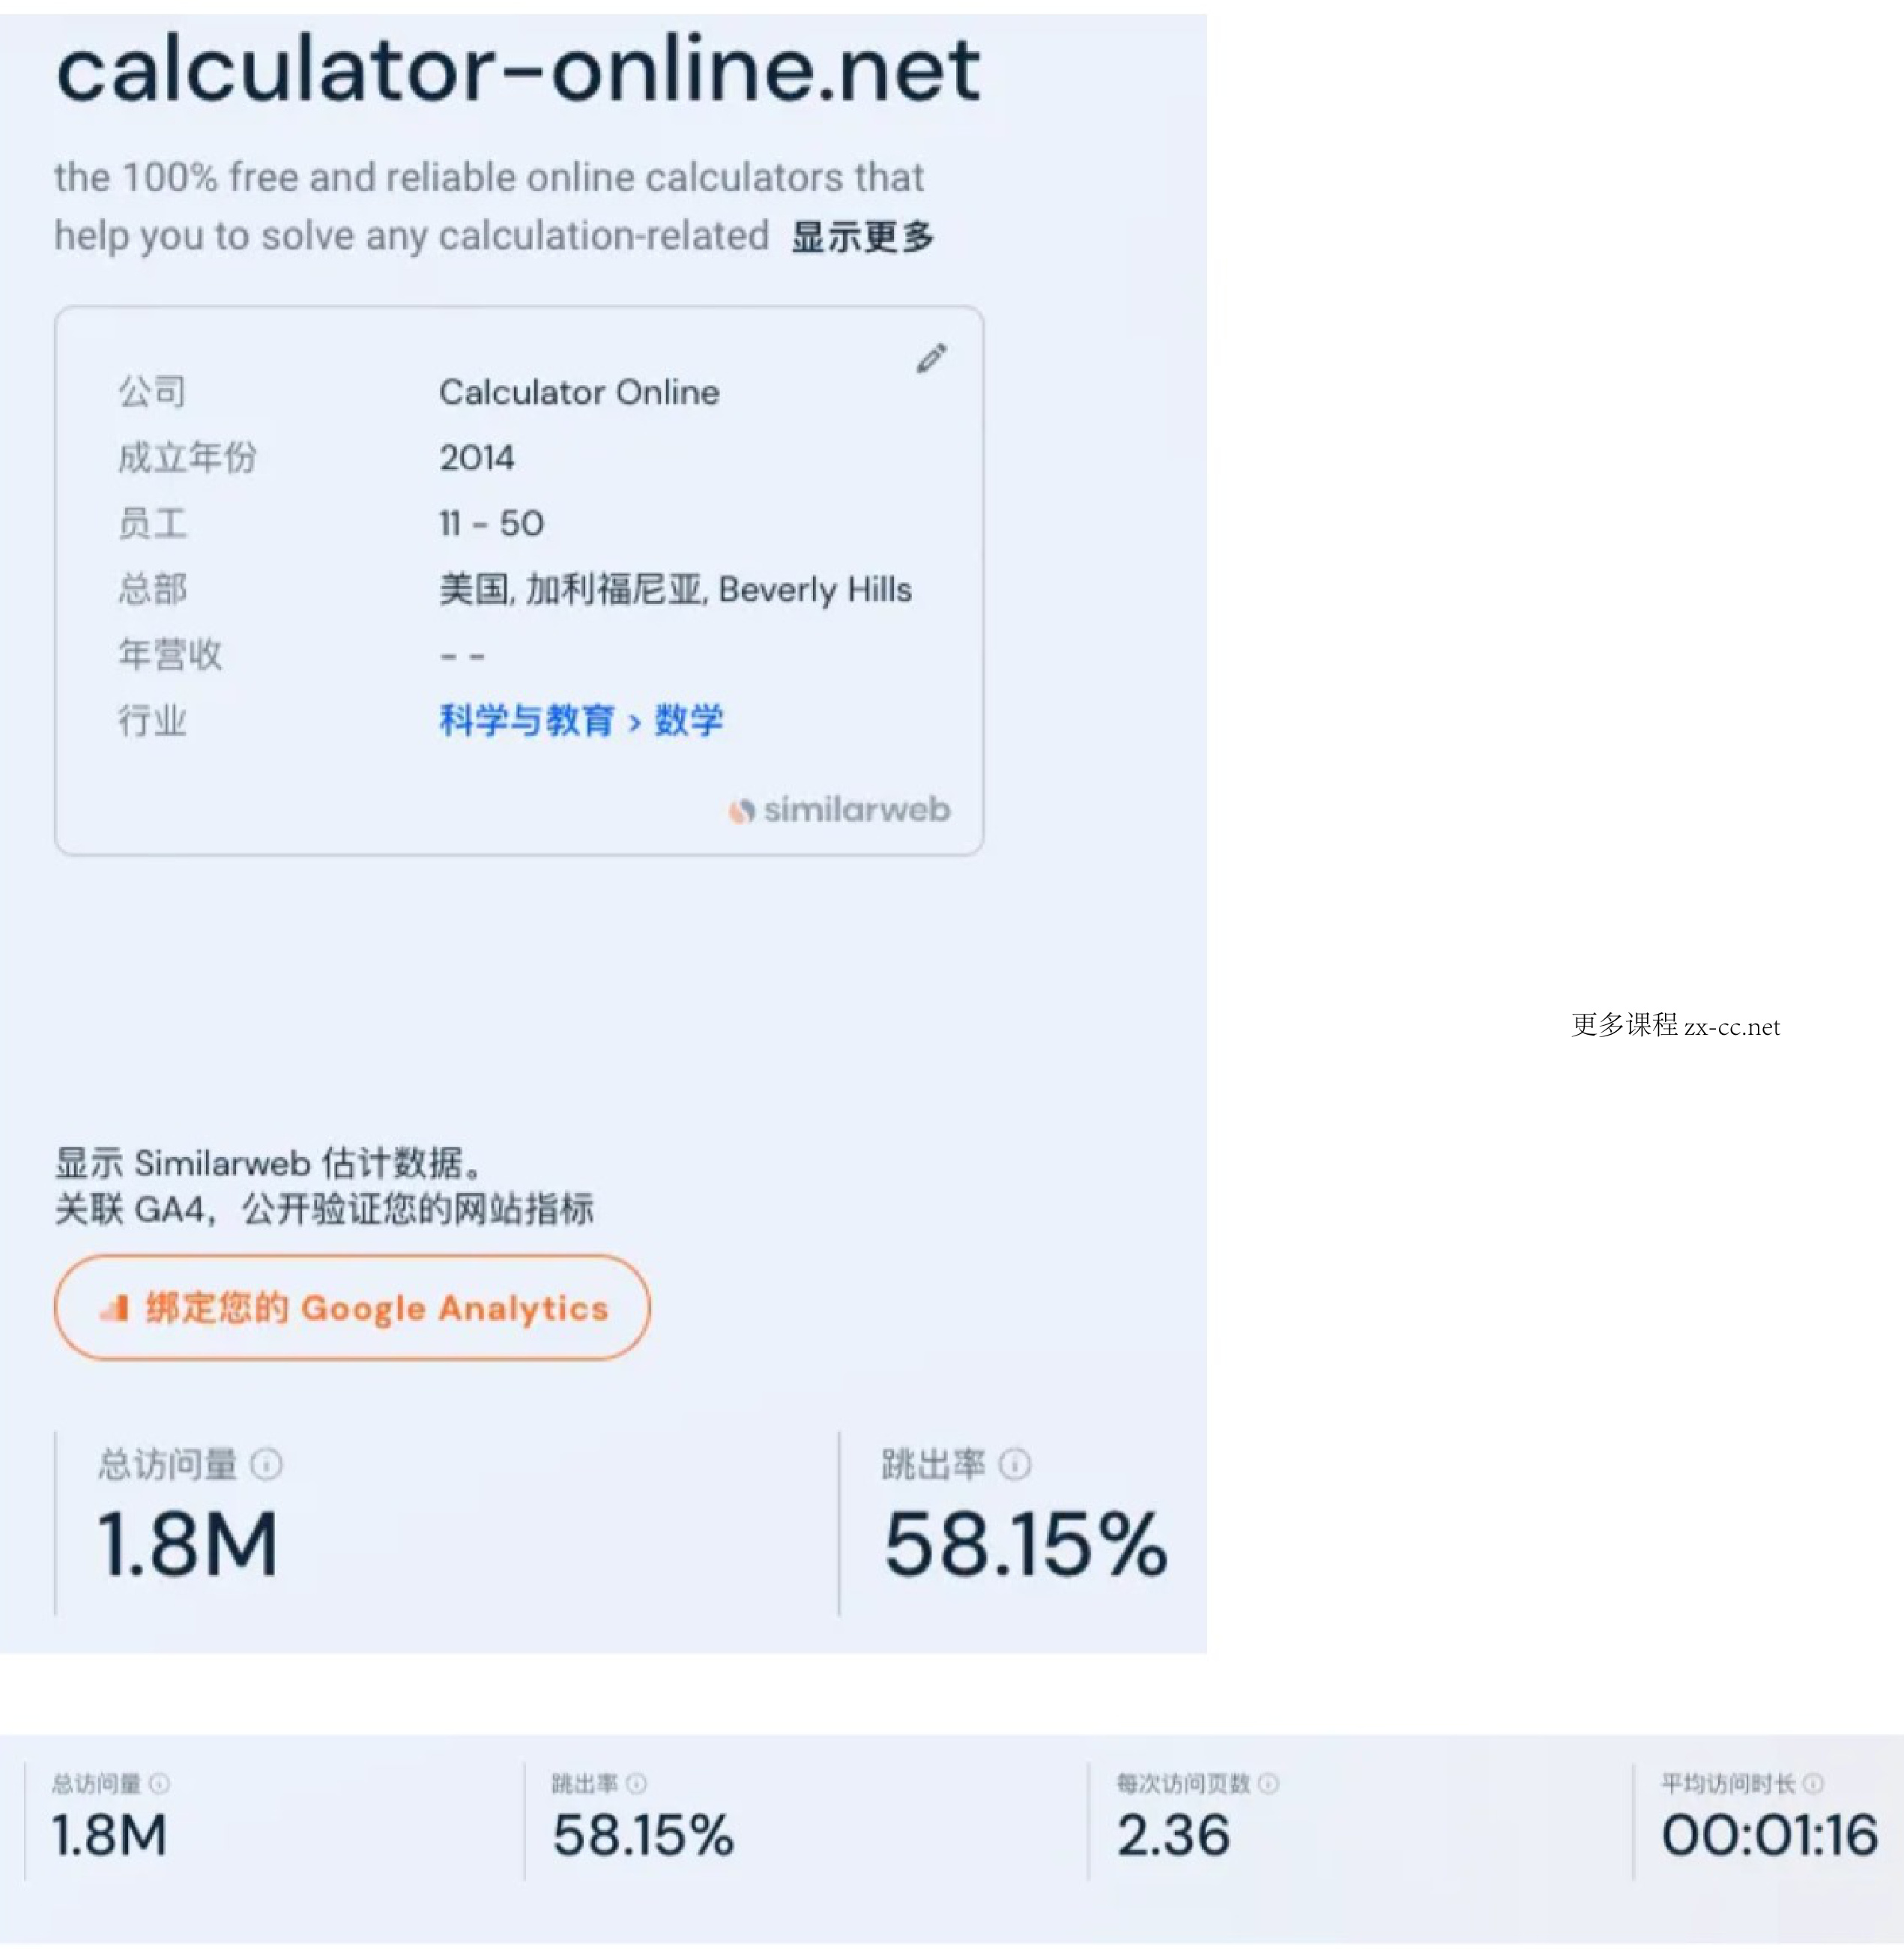 calculator-online.net
the 100% free and reliable online calculators that
help you to solve any calculation-related 显示更多
公司 Calculator Online
成立年份 2014
员工 11 - 50
总部 美国, 加利福尼亚, Beverly Hills
年营收 - -
行业 科学与教育 › 数学
similarweb
更多课程 zx-cc.net
显示 Similarweb 估计数据。
关联 GA4，公开验证您的网站指标
绑定您的 Google Analytics
总访问量 跳出率
1.8M 58.15%
总访问量 跳出率 每次访问页数 平均访问时长
1.8M 58.15% 2.36 00:01:16